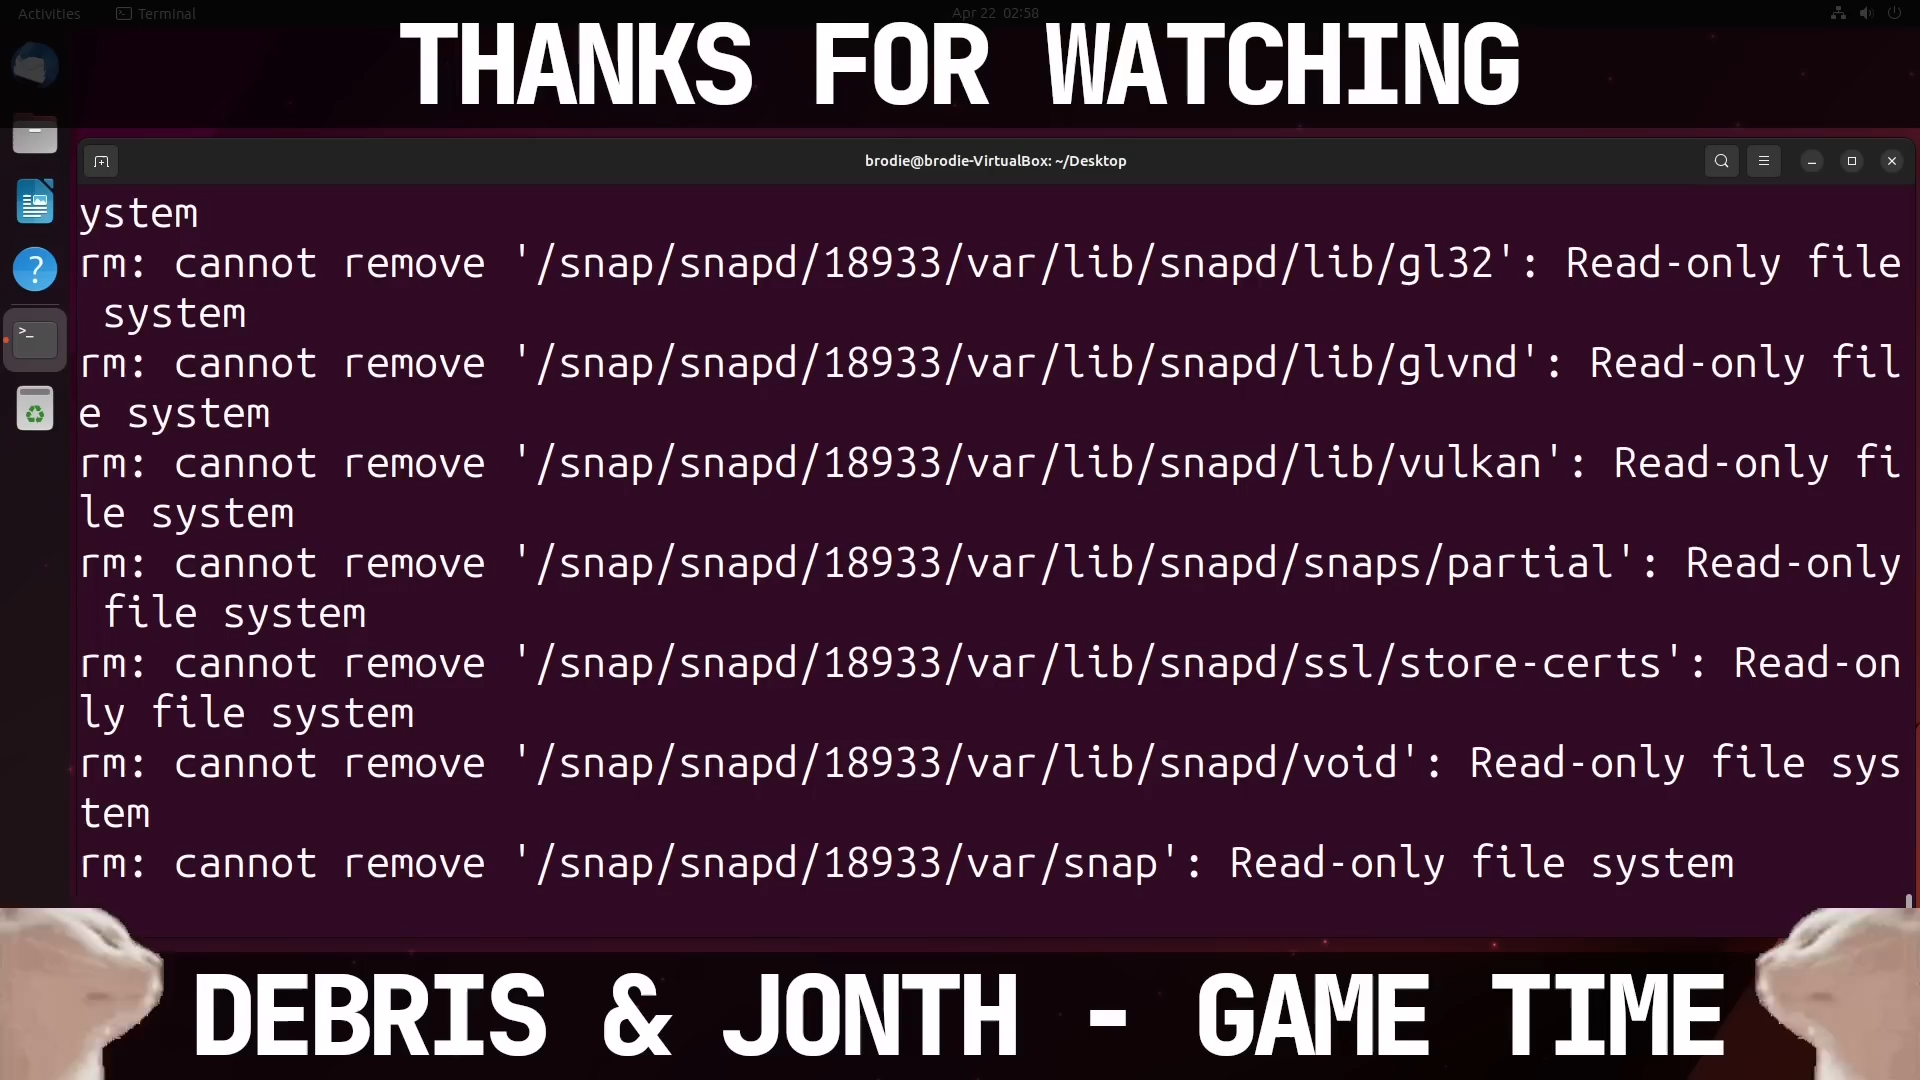 Activities Terminal Apr 22 02:58
THANKS FOR WATCHING
brodie@brodie-VirtualBox: ~/Desktop
ystem
rm: cannot remove '/snap/snapd/18933/var/lib/snapd/lib/gl32': Read-only file
 system
rm: cannot remove '/snap/snapd/18933/var/lib/snapd/lib/glvnd': Read-only fil
e system
rm: cannot remove '/snap/snapd/18933/var/lib/snapd/lib/vulkan': Read-only fi
le system
rm: cannot remove '/snap/snapd/18933/var/lib/snapd/snaps/partial': Read-only
 file system
rm: cannot remove '/snap/snapd/18933/var/lib/snapd/ssl/store-certs': Read-on
ly file system
rm: cannot remove '/snap/snapd/18933/var/lib/snapd/void': Read-only file sys
tem
rm: cannot remove '/snap/snapd/18933/var/snap': Read-only file system
DEBRIS & JONTH - GAME TIME